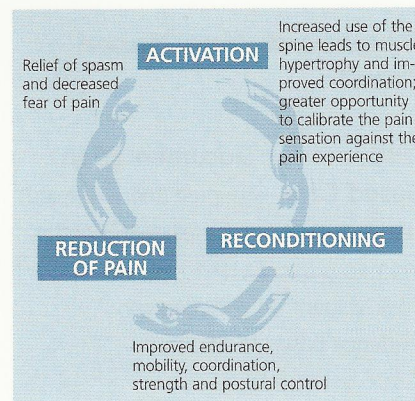 ACTIVATION
Increased use of the
spine leads to muscle
hypertrophy and im-
proved coordination;
greater opportunity
to calibrate the pain
sensation against the
pain experience
Relief of spasm
and decreased
fear of pain
RECONDITIONING
REDUCTION
OF PAIN
Improved endurance,
mobility, coordination,
strength and postural control